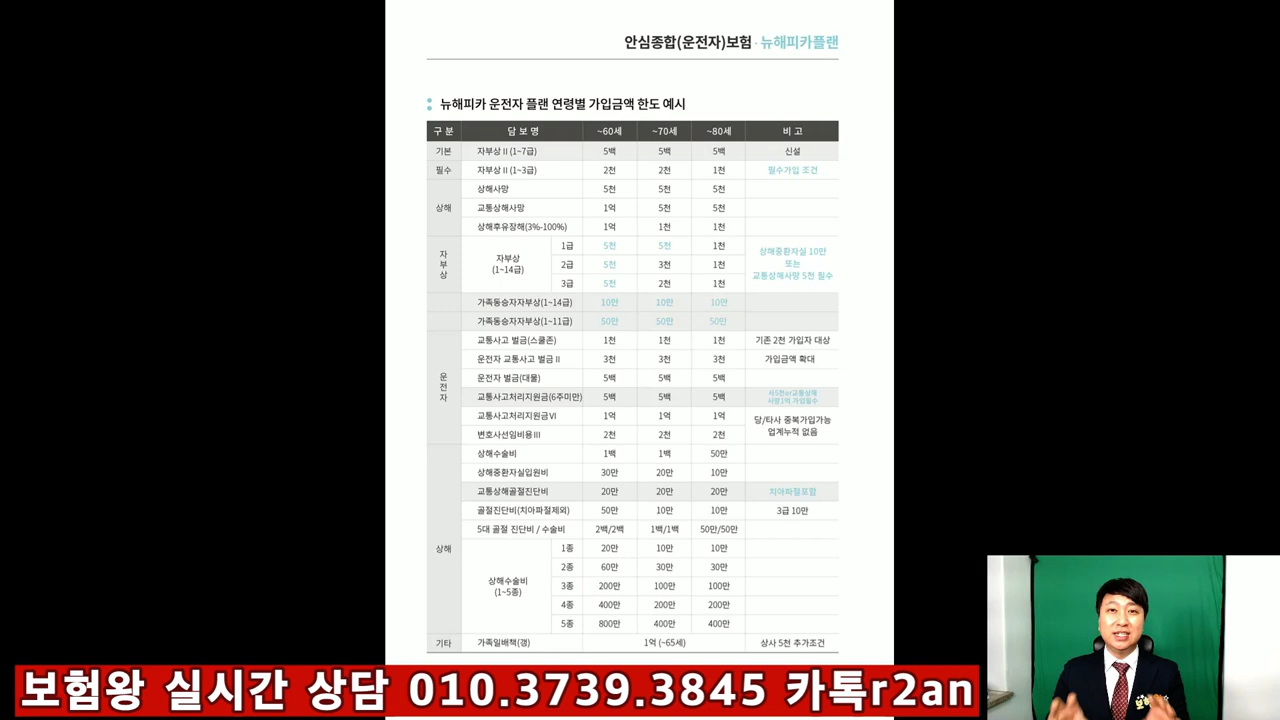 안심종합(운전자)보험 · 뉴해피카플랜
뉴해피카 운전자 플랜 연령별 가입금액 한도 예시
구 분 담 보 명 ~60세 ~70세 ~80세 비 고
기본 자부상Ⅱ(1~7급) 5백 5백 5백 신설
필수 자부상Ⅱ(1~3급) 2천 2천 1천 필수가입 조건
상해 상해사망 5천 5천 5천
교통상해사망 1억 5천 5천
상해후유장해(3%-100%) 1억 1천 1천
자부상 자부상(1~14급) 1급 5천 5천 1천 상해중환자실 10만
또는
교통상해사망 5천 필수
2급 5천 3천 1천
3급 5천 2천 1천
가족동승자자부상(1~14급) 10만 10만 10만
가족동승자자부상(1~11급) 50만 50만 50만
운전자 교통사고 벌금(스쿨존) 1천 1천 1천 기존 2천 가입자 대상
운전자 교통사고 벌금Ⅱ 3천 3천 3천 가입금액 확대
운전자 벌금(대물) 5백 5백 5백
교통사고처리지원금(6주미만) 5백 5백 5백
교통사고처리지원금Ⅵ 1억 1억 1억 당/타사 중복가입가능
업계누적 없음
변호사선임비용Ⅲ 2천 2천 2천
상해 상해수술비 1백 1백 50만
상해중환자실입원비 30만 20만 10만
교통상해골절진단비 20만 20만 20만 치아파절포함
골절진단비(치아파절제외) 50만 10만 10만 3급 10만
5대 골절 진단비 / 수술비 2백/2백 1백/1백 50만/50만
상해수술비(1~5종) 1종 20만 10만 10만
2종 60만 30만 30만
3종 200만 100만 100만
4종 400만 200만 200만
5종 800만 400만 400만
기타 가족일배책(갱) 1억 (~65세) 상사 5천 추가조건
보험왕 실시간 상담 010.3739.3845 카톡r2an